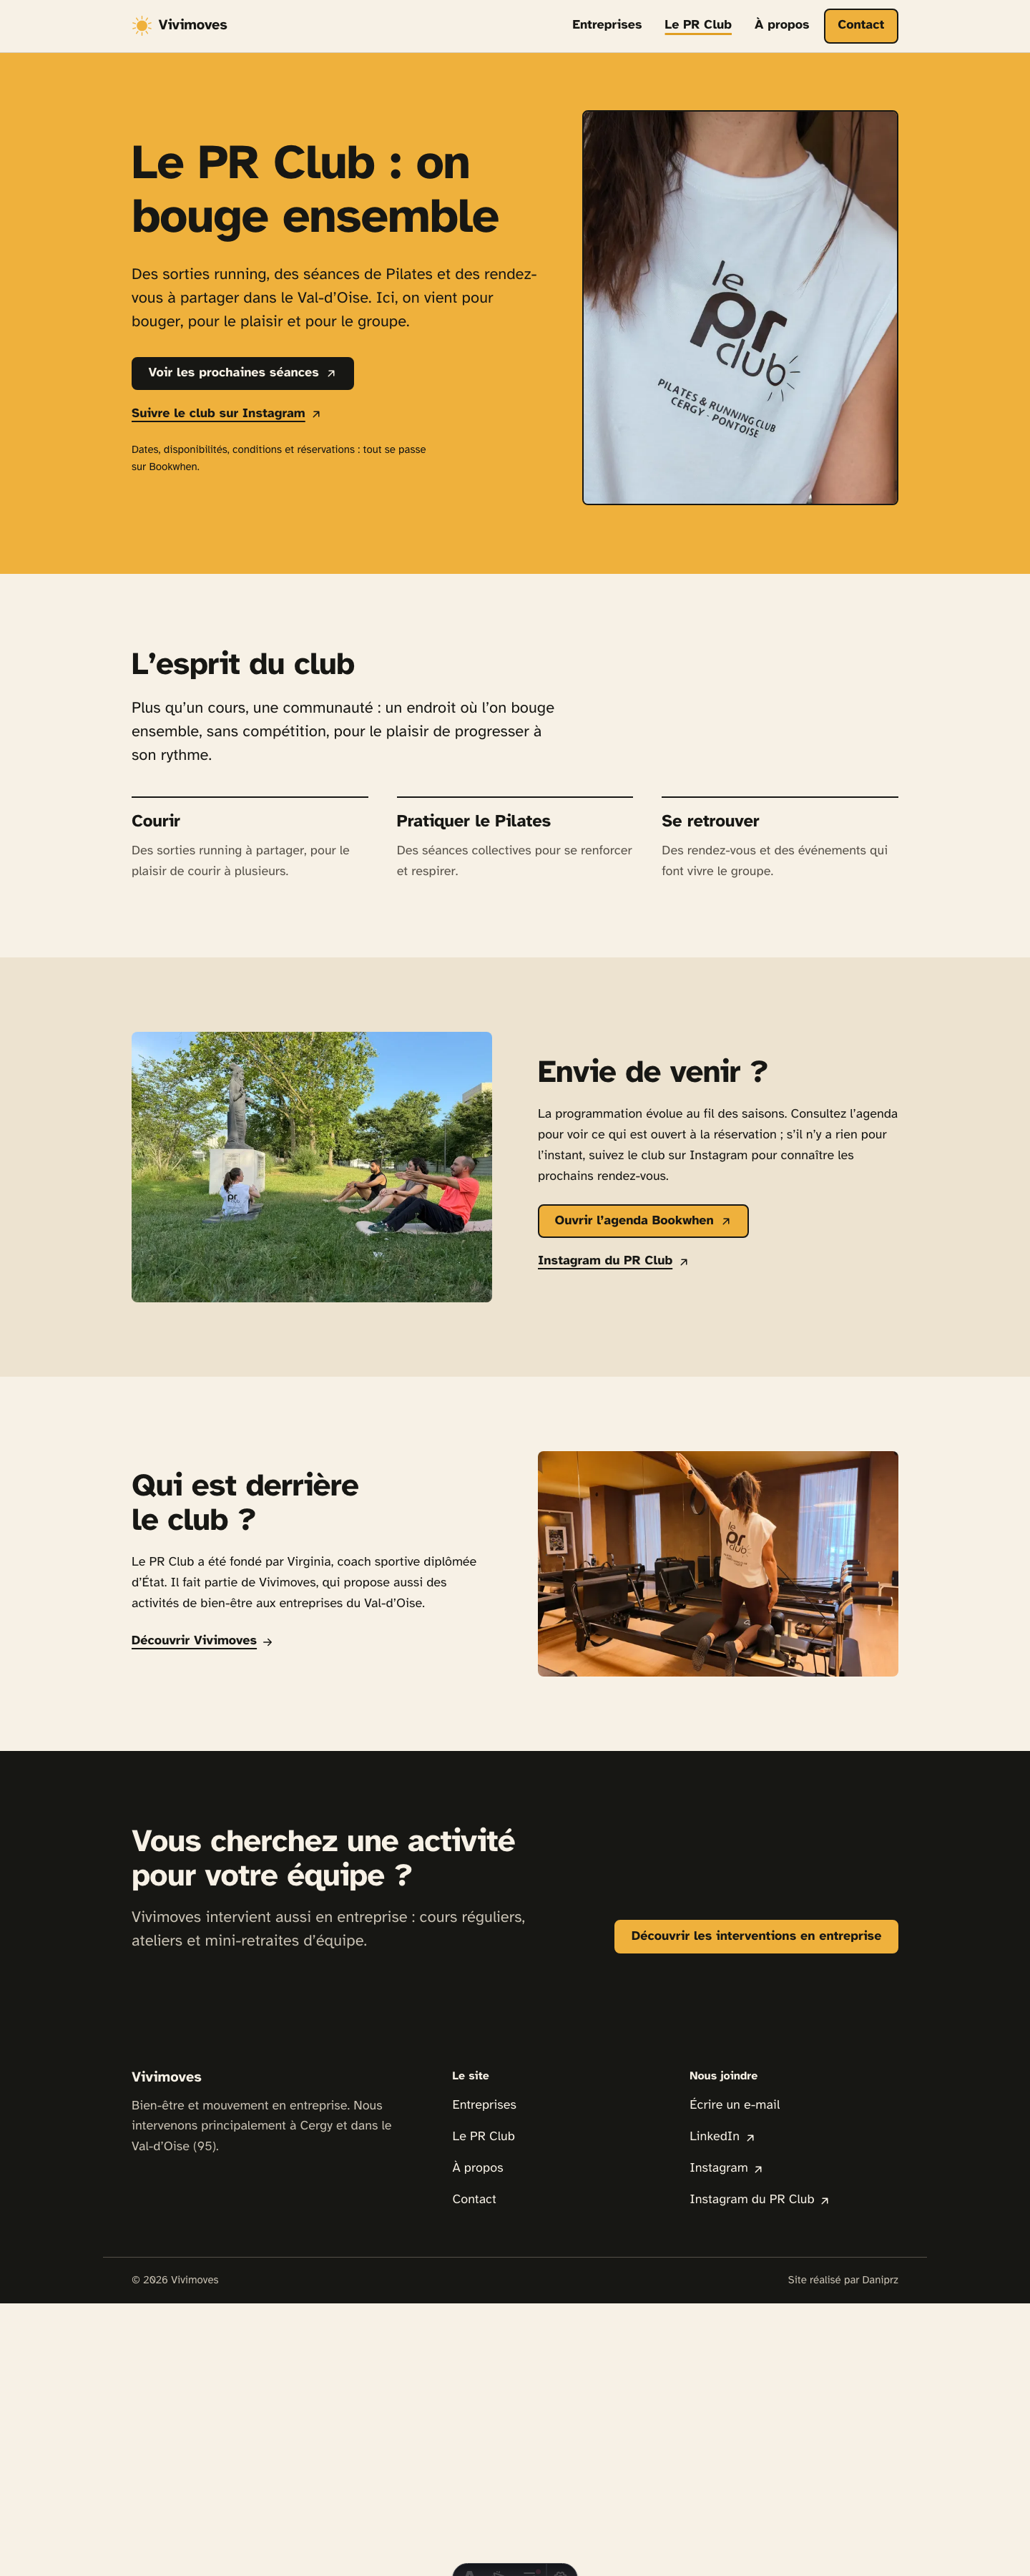 Vivimoves
Entreprises
Le PR Club
À propos
Contact
Le PR Club : on
bouge ensemble
Des sorties running, des séances de Pilates et des rendez-
vous à partager dans le Val-d’Oise. Ici, on vient pour
bouger, pour le plaisir et pour le groupe.
Voir les prochaines séances
Suivre le club sur Instagram
Dates, disponibilités, conditions et réservations : tout se passe
sur Bookwhen.
le
pr
club
PILATES & RUNNING CLUB
CERGY - PONTOISE
L’esprit du club
Plus qu’un cours, une communauté : un endroit où l’on bouge
ensemble, sans compétition, pour le plaisir de progresser à
son rythme.
Courir
Des sorties running à partager, pour le
plaisir de courir à plusieurs.
Pratiquer le Pilates
Des séances collectives pour se renforcer
et respirer.
Se retrouver
Des rendez-vous et des événements qui
font vivre le groupe.
pr
Envie de venir ?
La programmation évolue au fil des saisons. Consultez l’agenda
pour voir ce qui est ouvert à la réservation ; s’il n’y a rien pour
l’instant, suivez le club sur Instagram pour connaître les
prochains rendez-vous.
Ouvrir l’agenda Bookwhen
Instagram du PR Club
Qui est derrière
le club ?
Le PR Club a été fondé par Virginia, coach sportive diplômée
d’État. Il fait partie de Vivimoves, qui propose aussi des
activités de bien-être aux entreprises du Val-d’Oise.
Découvrir Vivimoves
le
pr
club
Vous cherchez une activité
pour votre équipe ?
Vivimoves intervient aussi en entreprise : cours réguliers,
ateliers et mini-retraites d’équipe.
Découvrir les interventions en entreprise
Vivimoves
Bien-être et mouvement en entreprise. Nous
intervenons principalement à Cergy et dans le
Val-d’Oise (95).
Le site
Entreprises
Le PR Club
À propos
Contact
Nous joindre
Écrire un e-mail
LinkedIn
Instagram
Instagram du PR Club
© 2026 Vivimoves
Site réalisé par Daniprz